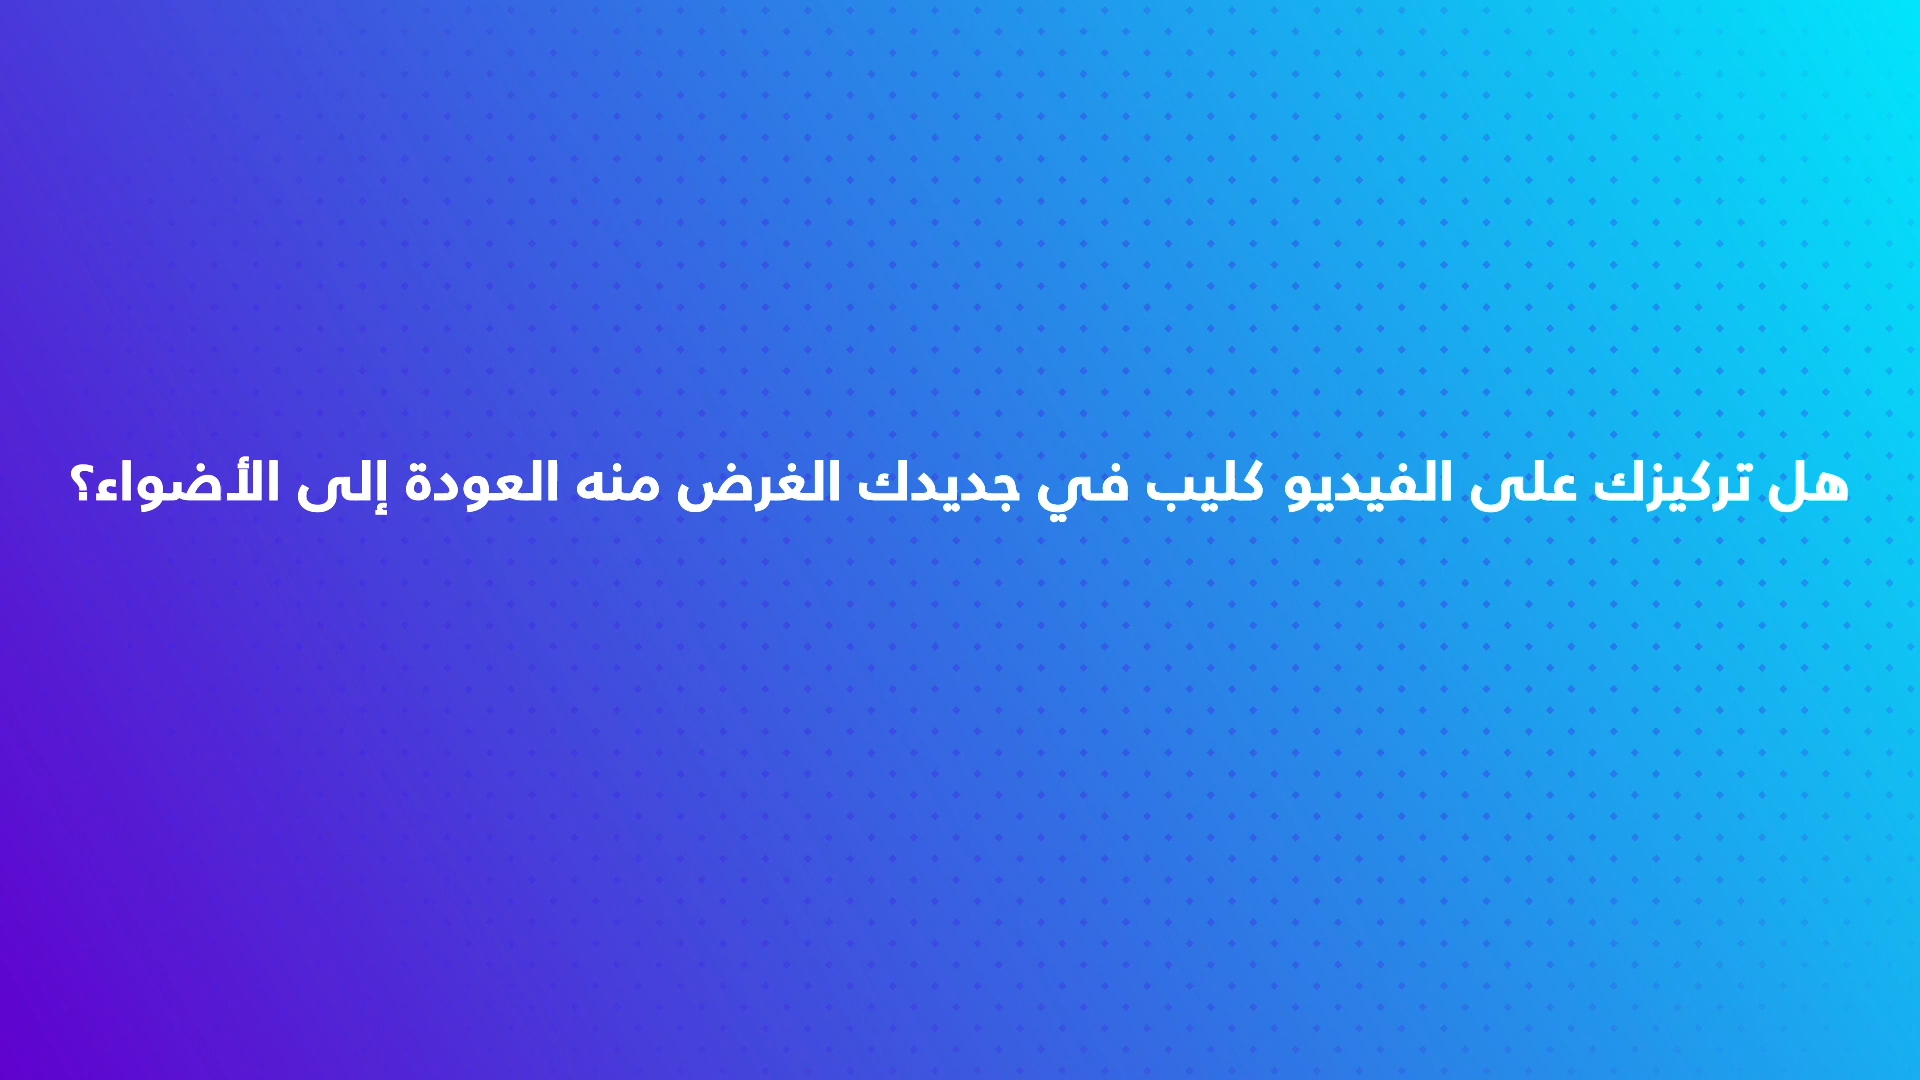 هل تركيزك على الفيديو كليب في جديدك الغرض منه العودة إلى الأضواء؟